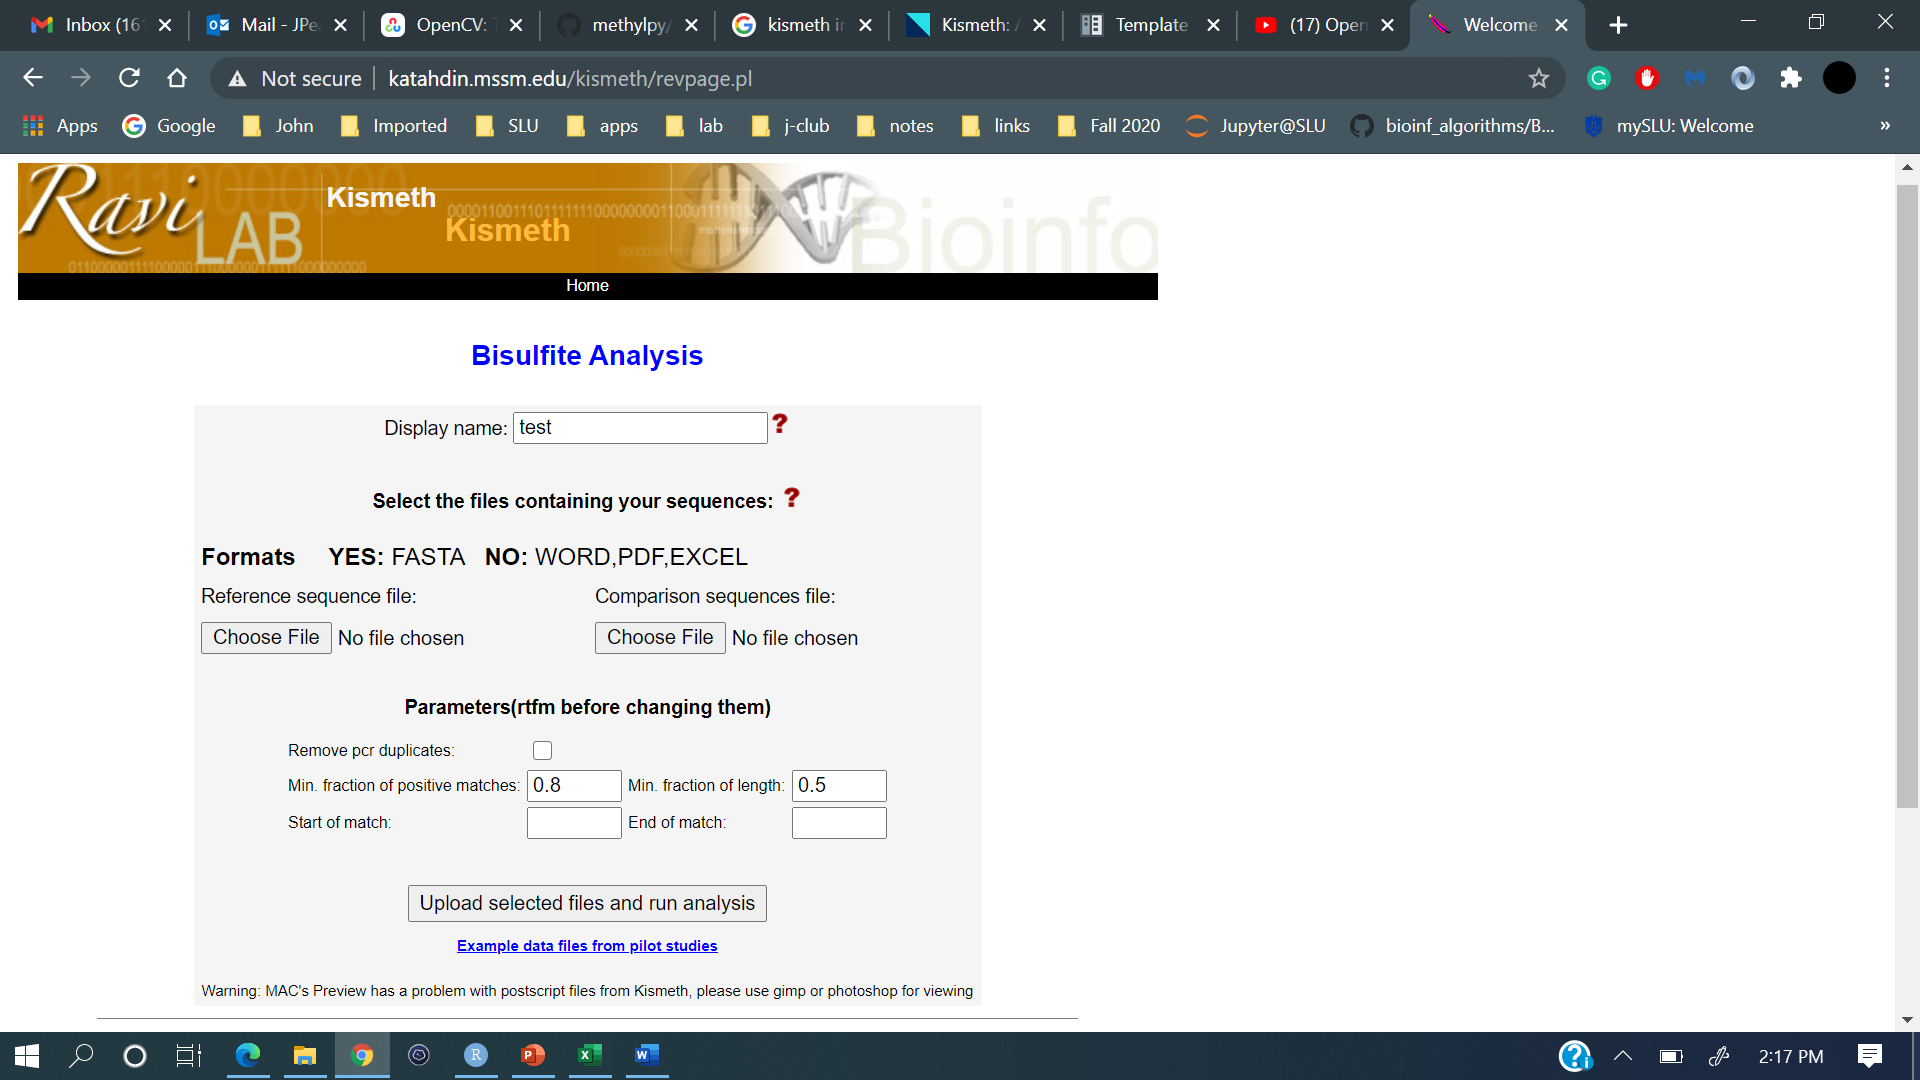 Inbox (161
Mail - JPea
OpenCV: T
methylpy/
kismeth in
Kismeth: A
Template
(17) Open
Welcome
Not secure
katahdin.mssm.edu/kismeth/revpage.pl
Apps
Google
John
Imported
SLU
apps
lab
j-club
notes
links
Fall 2020
Jupyter@SLU
bioinf_algorithms/B...
mySLU: Welcome
»
Ravi
LAB
Kismeth
Kismeth
Bioinfo
Home
Bisulfite Analysis
Display name: test ?
Select the files containing your sequences: ?
Formats YES: FASTA NO: WORD,PDF,EXCEL
Reference sequence file: Comparison sequences file:
Choose File No file chosen Choose File No file chosen
Parameters(rtfm before changing them)
Remove pcr duplicates:
Min. fraction of positive matches: 0.8 Min. fraction of length: 0.5
Start of match: End of match:
Upload selected files and run analysis
Example data files from pilot studies
Warning: MAC's Preview has a problem with postscript files from Kismeth, please use gimp or photoshop for viewing
2:17 PM